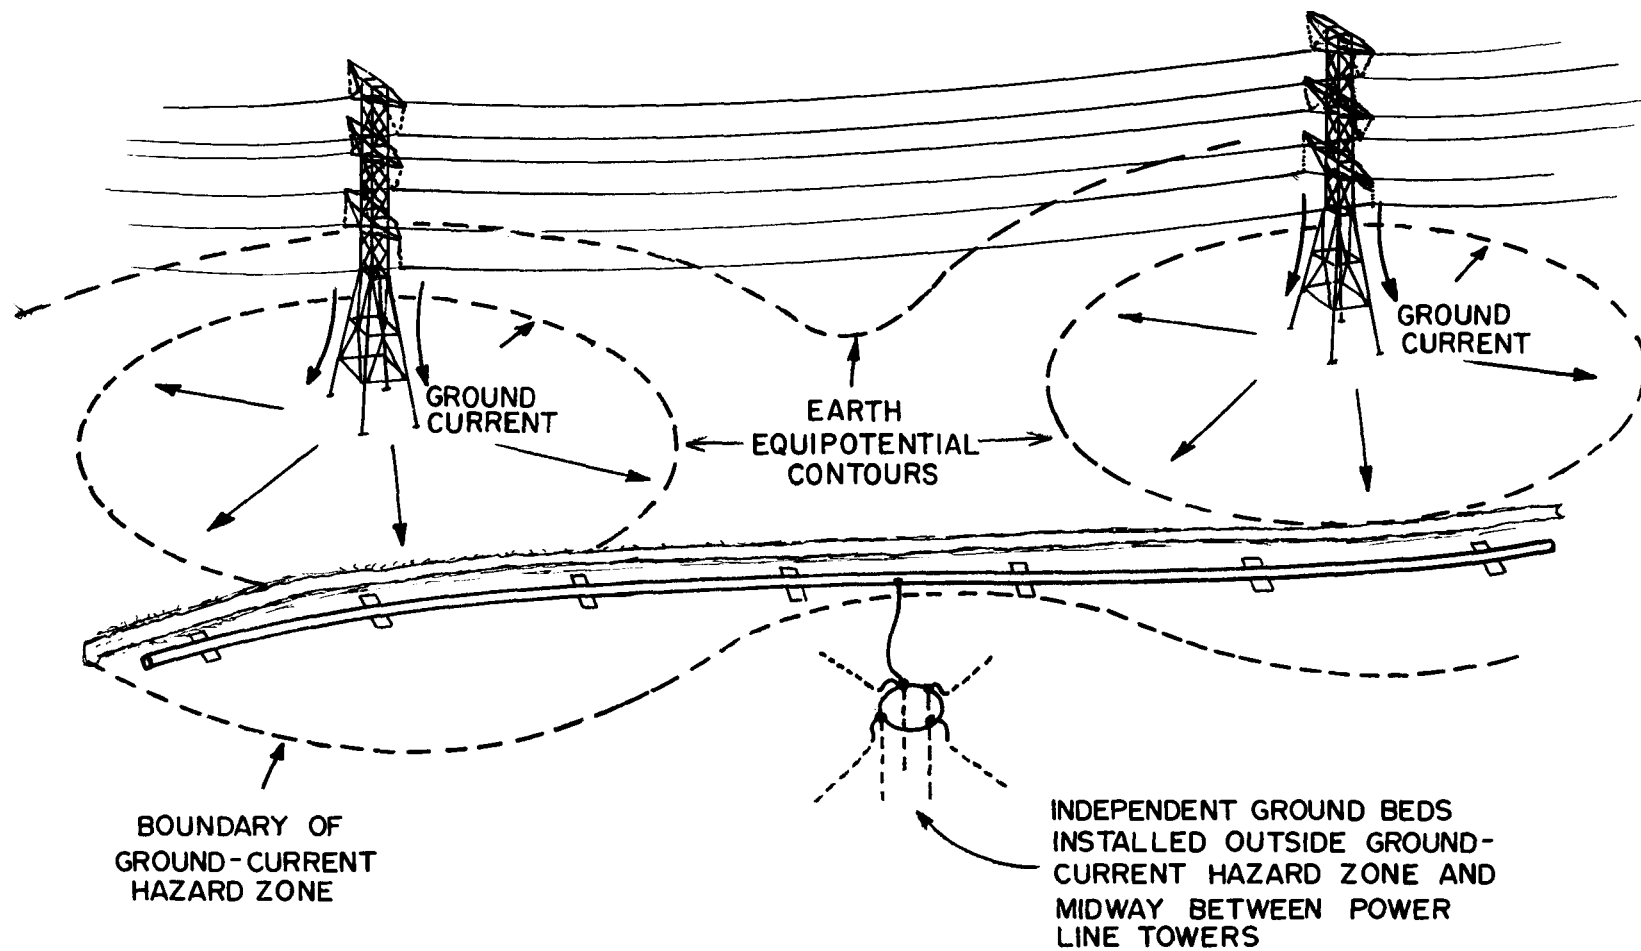 GROUND
CURRENT
GROUND
CURRENT
EARTH
EQUIPOTENTIAL
CONTOURS
BOUNDARY OF
GROUND-CURRENT
HAZARD ZONE
INDEPENDENT GROUND BEDS
INSTALLED OUTSIDE GROUND-
CURRENT HAZARD ZONE AND
MIDWAY BETWEEN POWER
LINE TOWERS